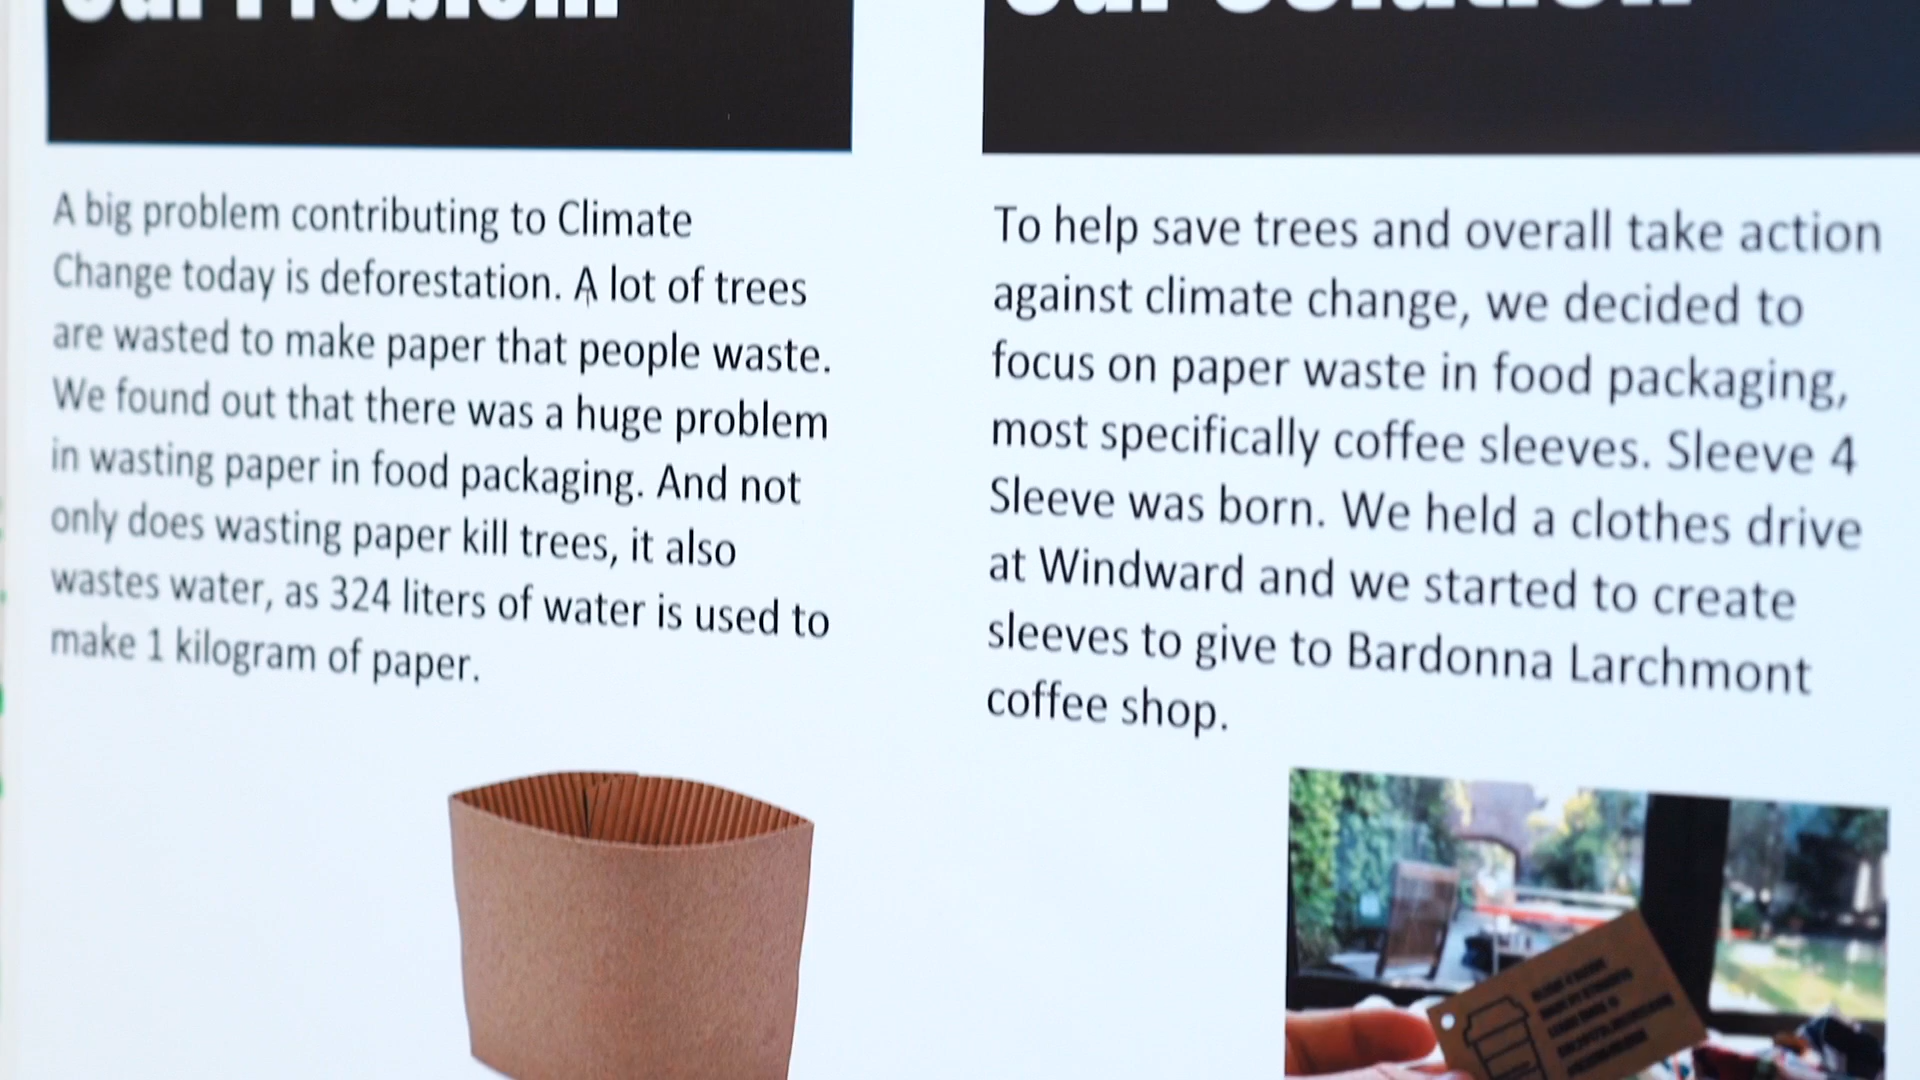 Our Problem
A big problem contributing to Climate
Change today is deforestation. A lot of trees
are wasted to make paper that people waste.
We found out that there was a huge problem
in wasting paper in food packaging. And not
only does wasting paper kill trees, it also
wastes water, as 324 liters of water is used to
make 1 kilogram of paper.
Our Solution
To help save trees and overall take action
against climate change, we decided to
focus on paper waste in food packaging,
most specifically coffee sleeves. Sleeve 4
Sleeve was born. We held a clothes drive
at Windward and we started to create
sleeves to give to Bardonna Larchmont
coffee shop.